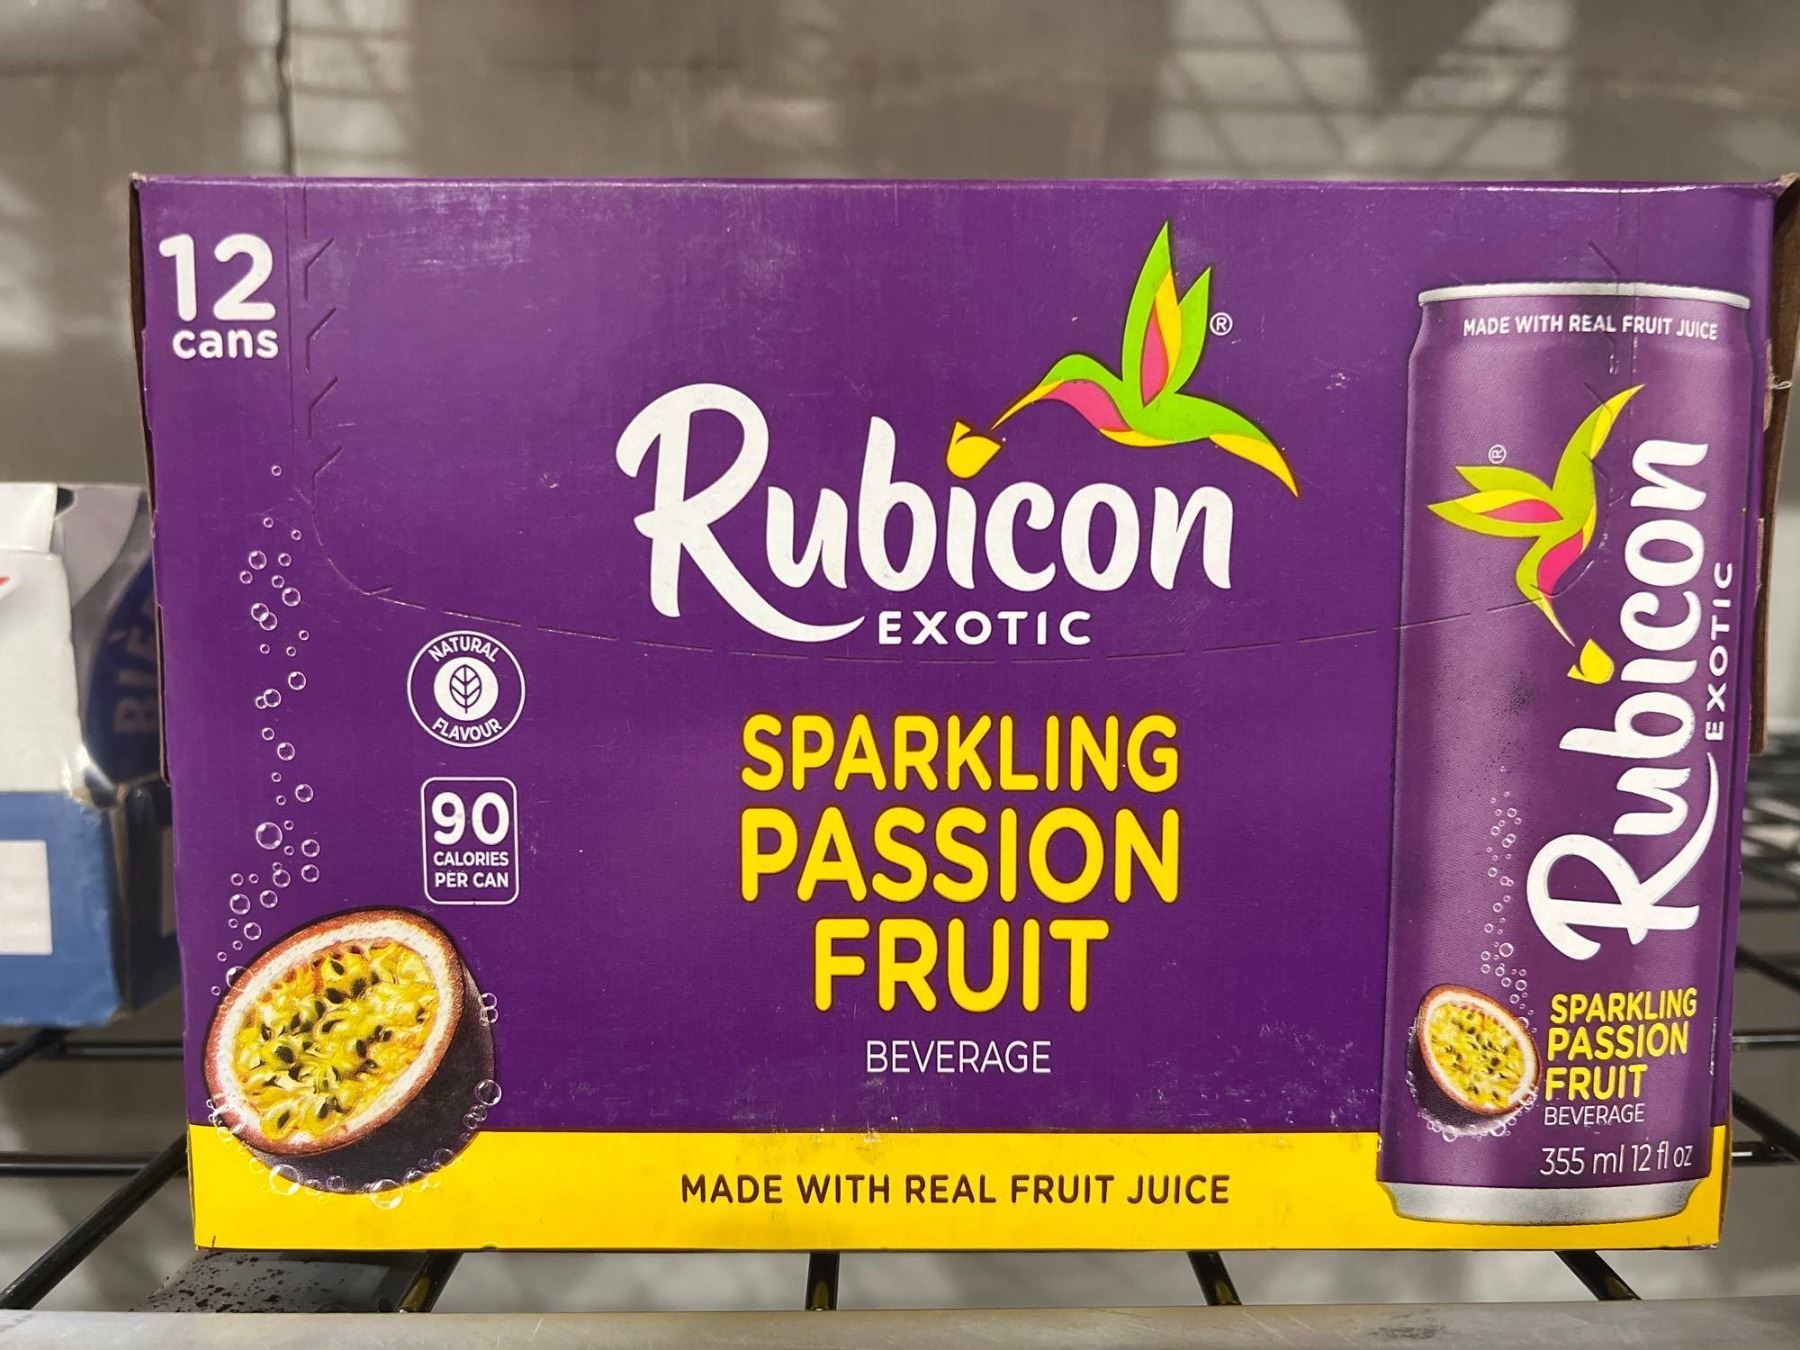 12
cans
Rubicon
®
EXOTIC
NATURAL
FLAVOUR
90
CALORIES
PER CAN
SPARKLING
PASSION
FRUIT
BEVERAGE
MADE WITH REAL FRUIT JUICE
MADE WITH REAL FRUIT JUICE
®
Rubicon
EXOTIC
SPARKLING
PASSION
FRUIT
BEVERAGE
355 ml 12 fl oz